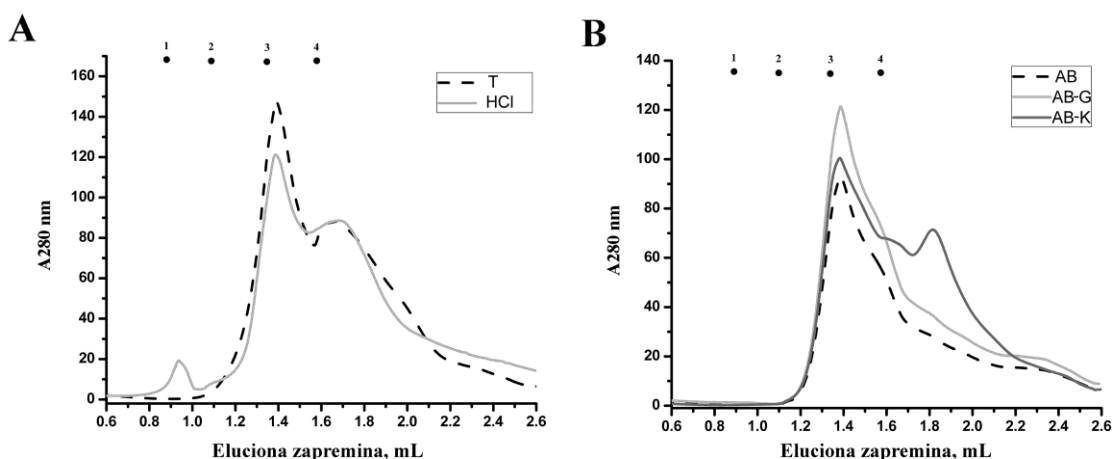 A
1 2 3 4
170
160
140
120
100
80
60
40
20
0
A280 nm
T
HCl
0.6 0.8 1.0 1.2 1.4 1.6 1.8 2.0 2.2 2.4 2.6
Eluciona zapremina, mL
B
1 2 3 4
140
120
100
80
60
40
20
0
A280 nm
AB
AB-G
AB-K
0.6 0.8 1.0 1.2 1.4 1.6 1.8 2.0 2.2 2.4 2.6
Eluciona zapremina, mL